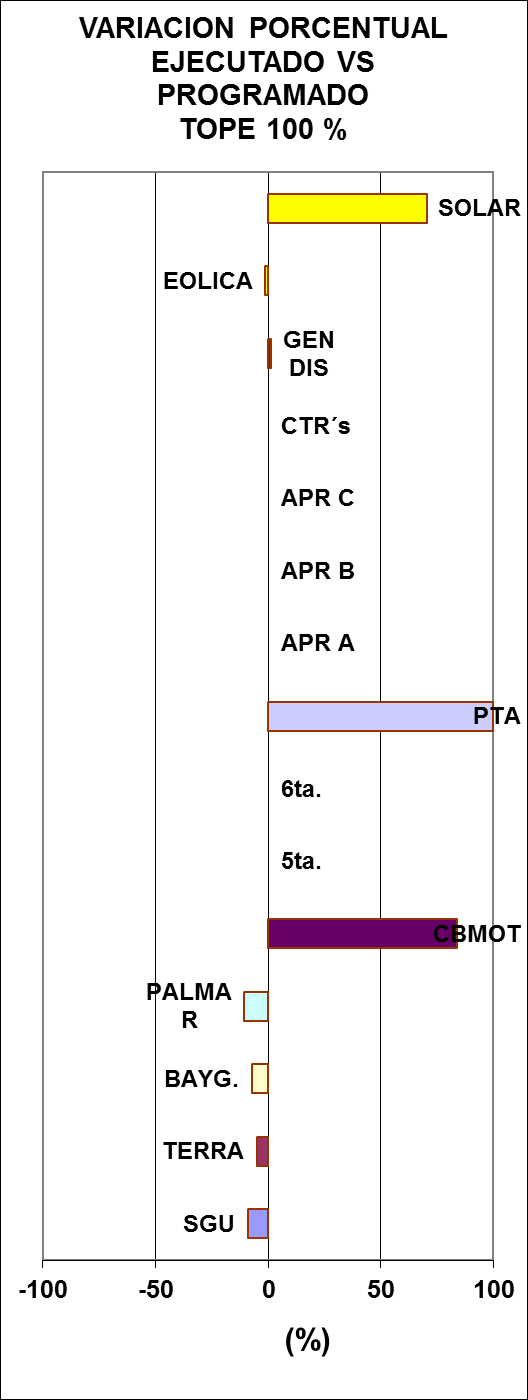 VARIACION PORCENTUAL
EJECUTADO VS
PROGRAMADO
TOPE 100 %
SOLAR
EOLICA
GEN
DIS
CTR´s
APR C
APR B
APR A
PTA
6ta.
5ta.
CBMOT
PALMA
R
BAYG.
TERRA
SGU
-100 -50 0 50 100
(%)